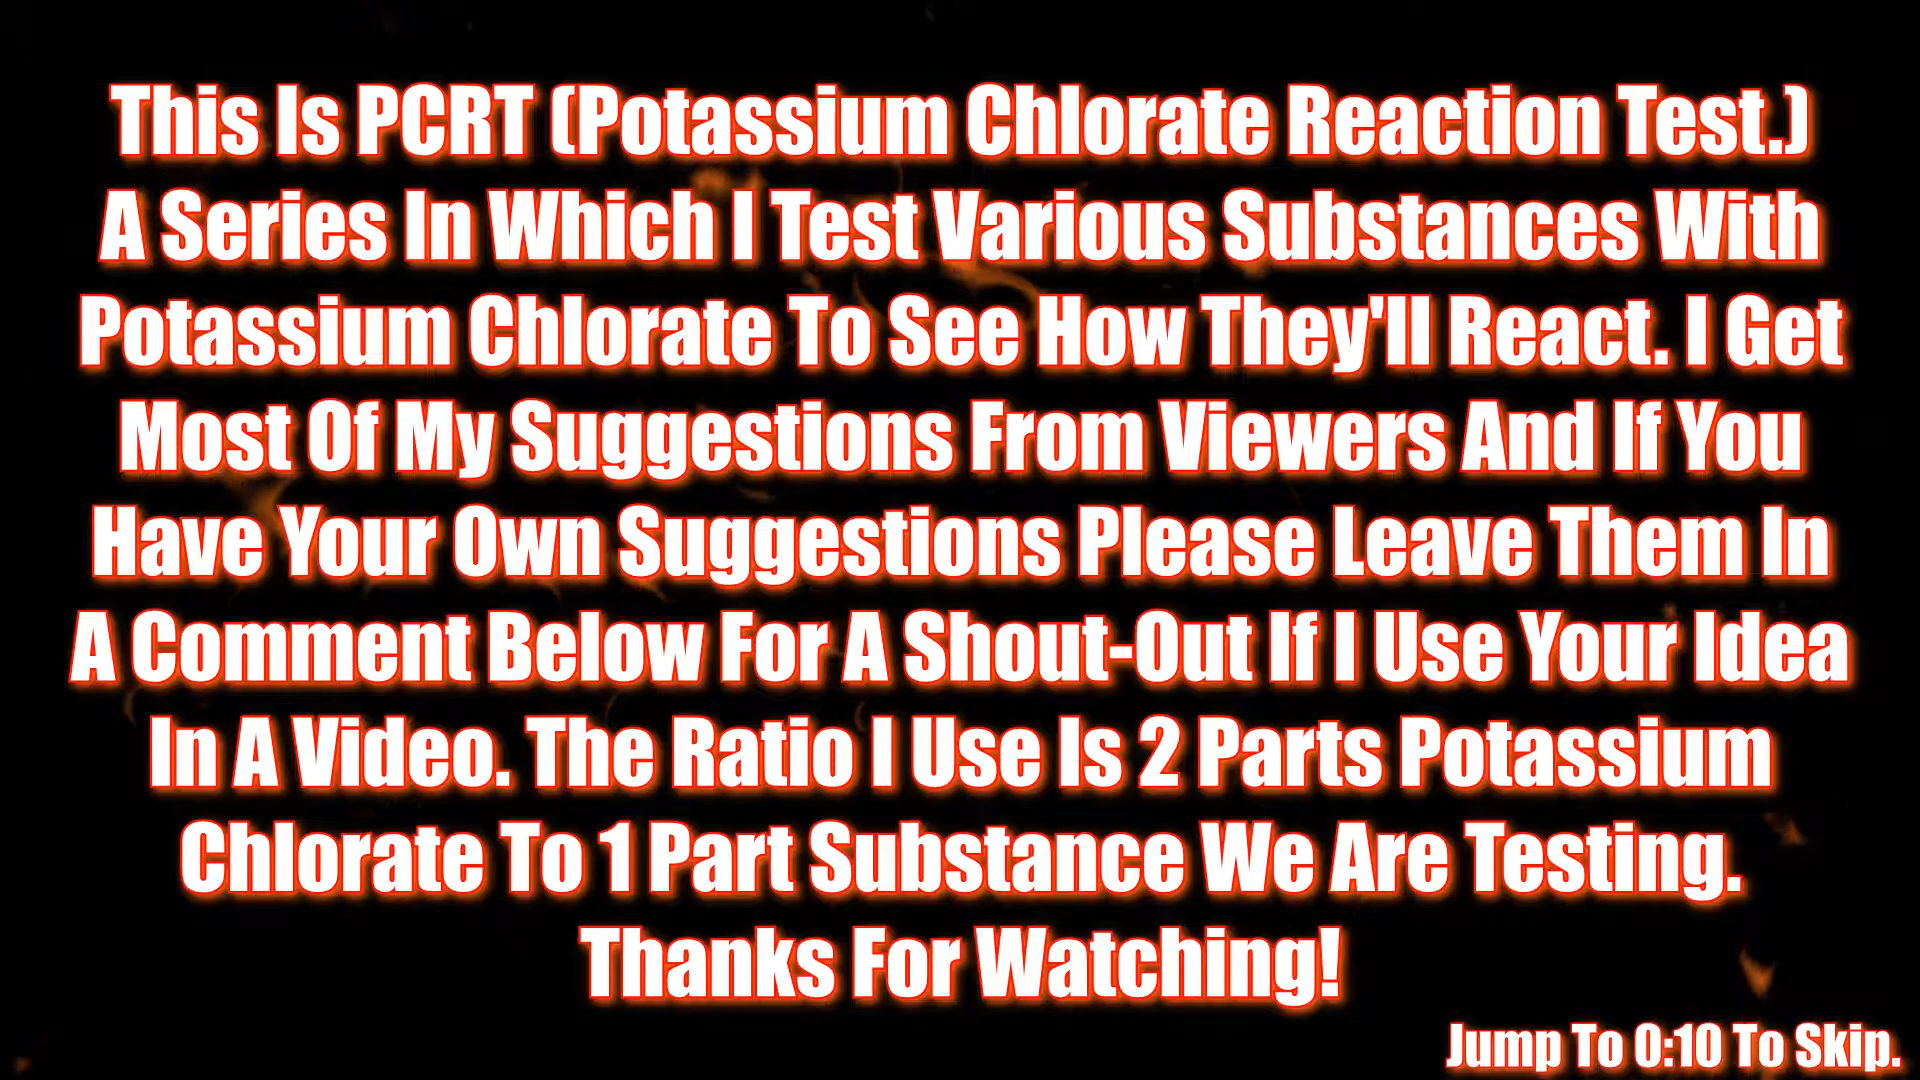 This Is PCRT (Potassium Chlorate Reaction Test.)
A Series In Which I Test Various Substances With
Potassium Chlorate To See How They'll React. I Get
Most Of My Suggestions From Viewers And If You
Have Your Own Suggestions Please Leave Them In
A Comment Below For A Shout-Out If I Use Your Idea
In A Video. The Ratio I Use Is 2 Parts Potassium
Chlorate To 1 Part Substance We Are Testing.
Thanks For Watching!
Jump To 0:10 To Skip.